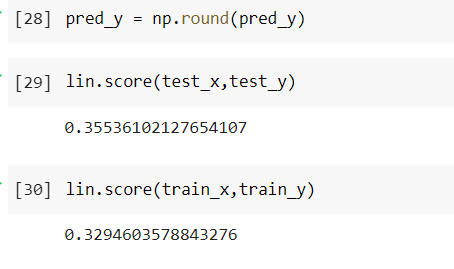 [28] pred_y = np.round(pred_y)
[29] lin.score(test_x,test_y)
0.35536102127654107
[30] lin.score(train_x,train_y)
0.3294603578843276